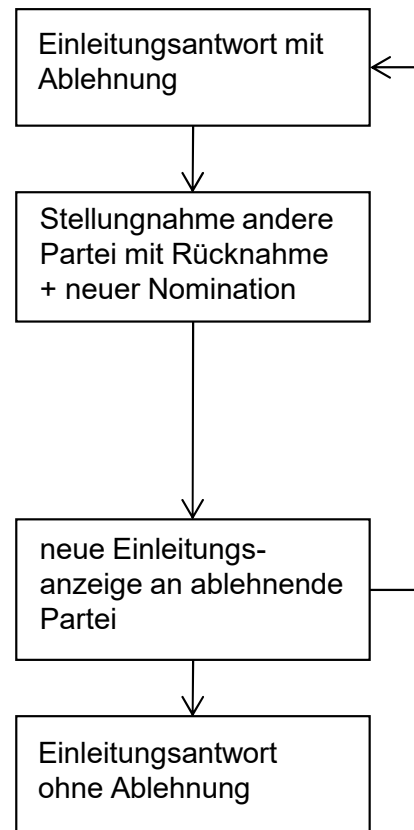 Einleitungsantwort mit
Ablehnung
Stellungnahme andere
Partei mit Rücknahme
+ neuer Nomination
neue Einleitungs-
anzeige an ablehnende
Partei
Einleitungsantwort
ohne Ablehnung